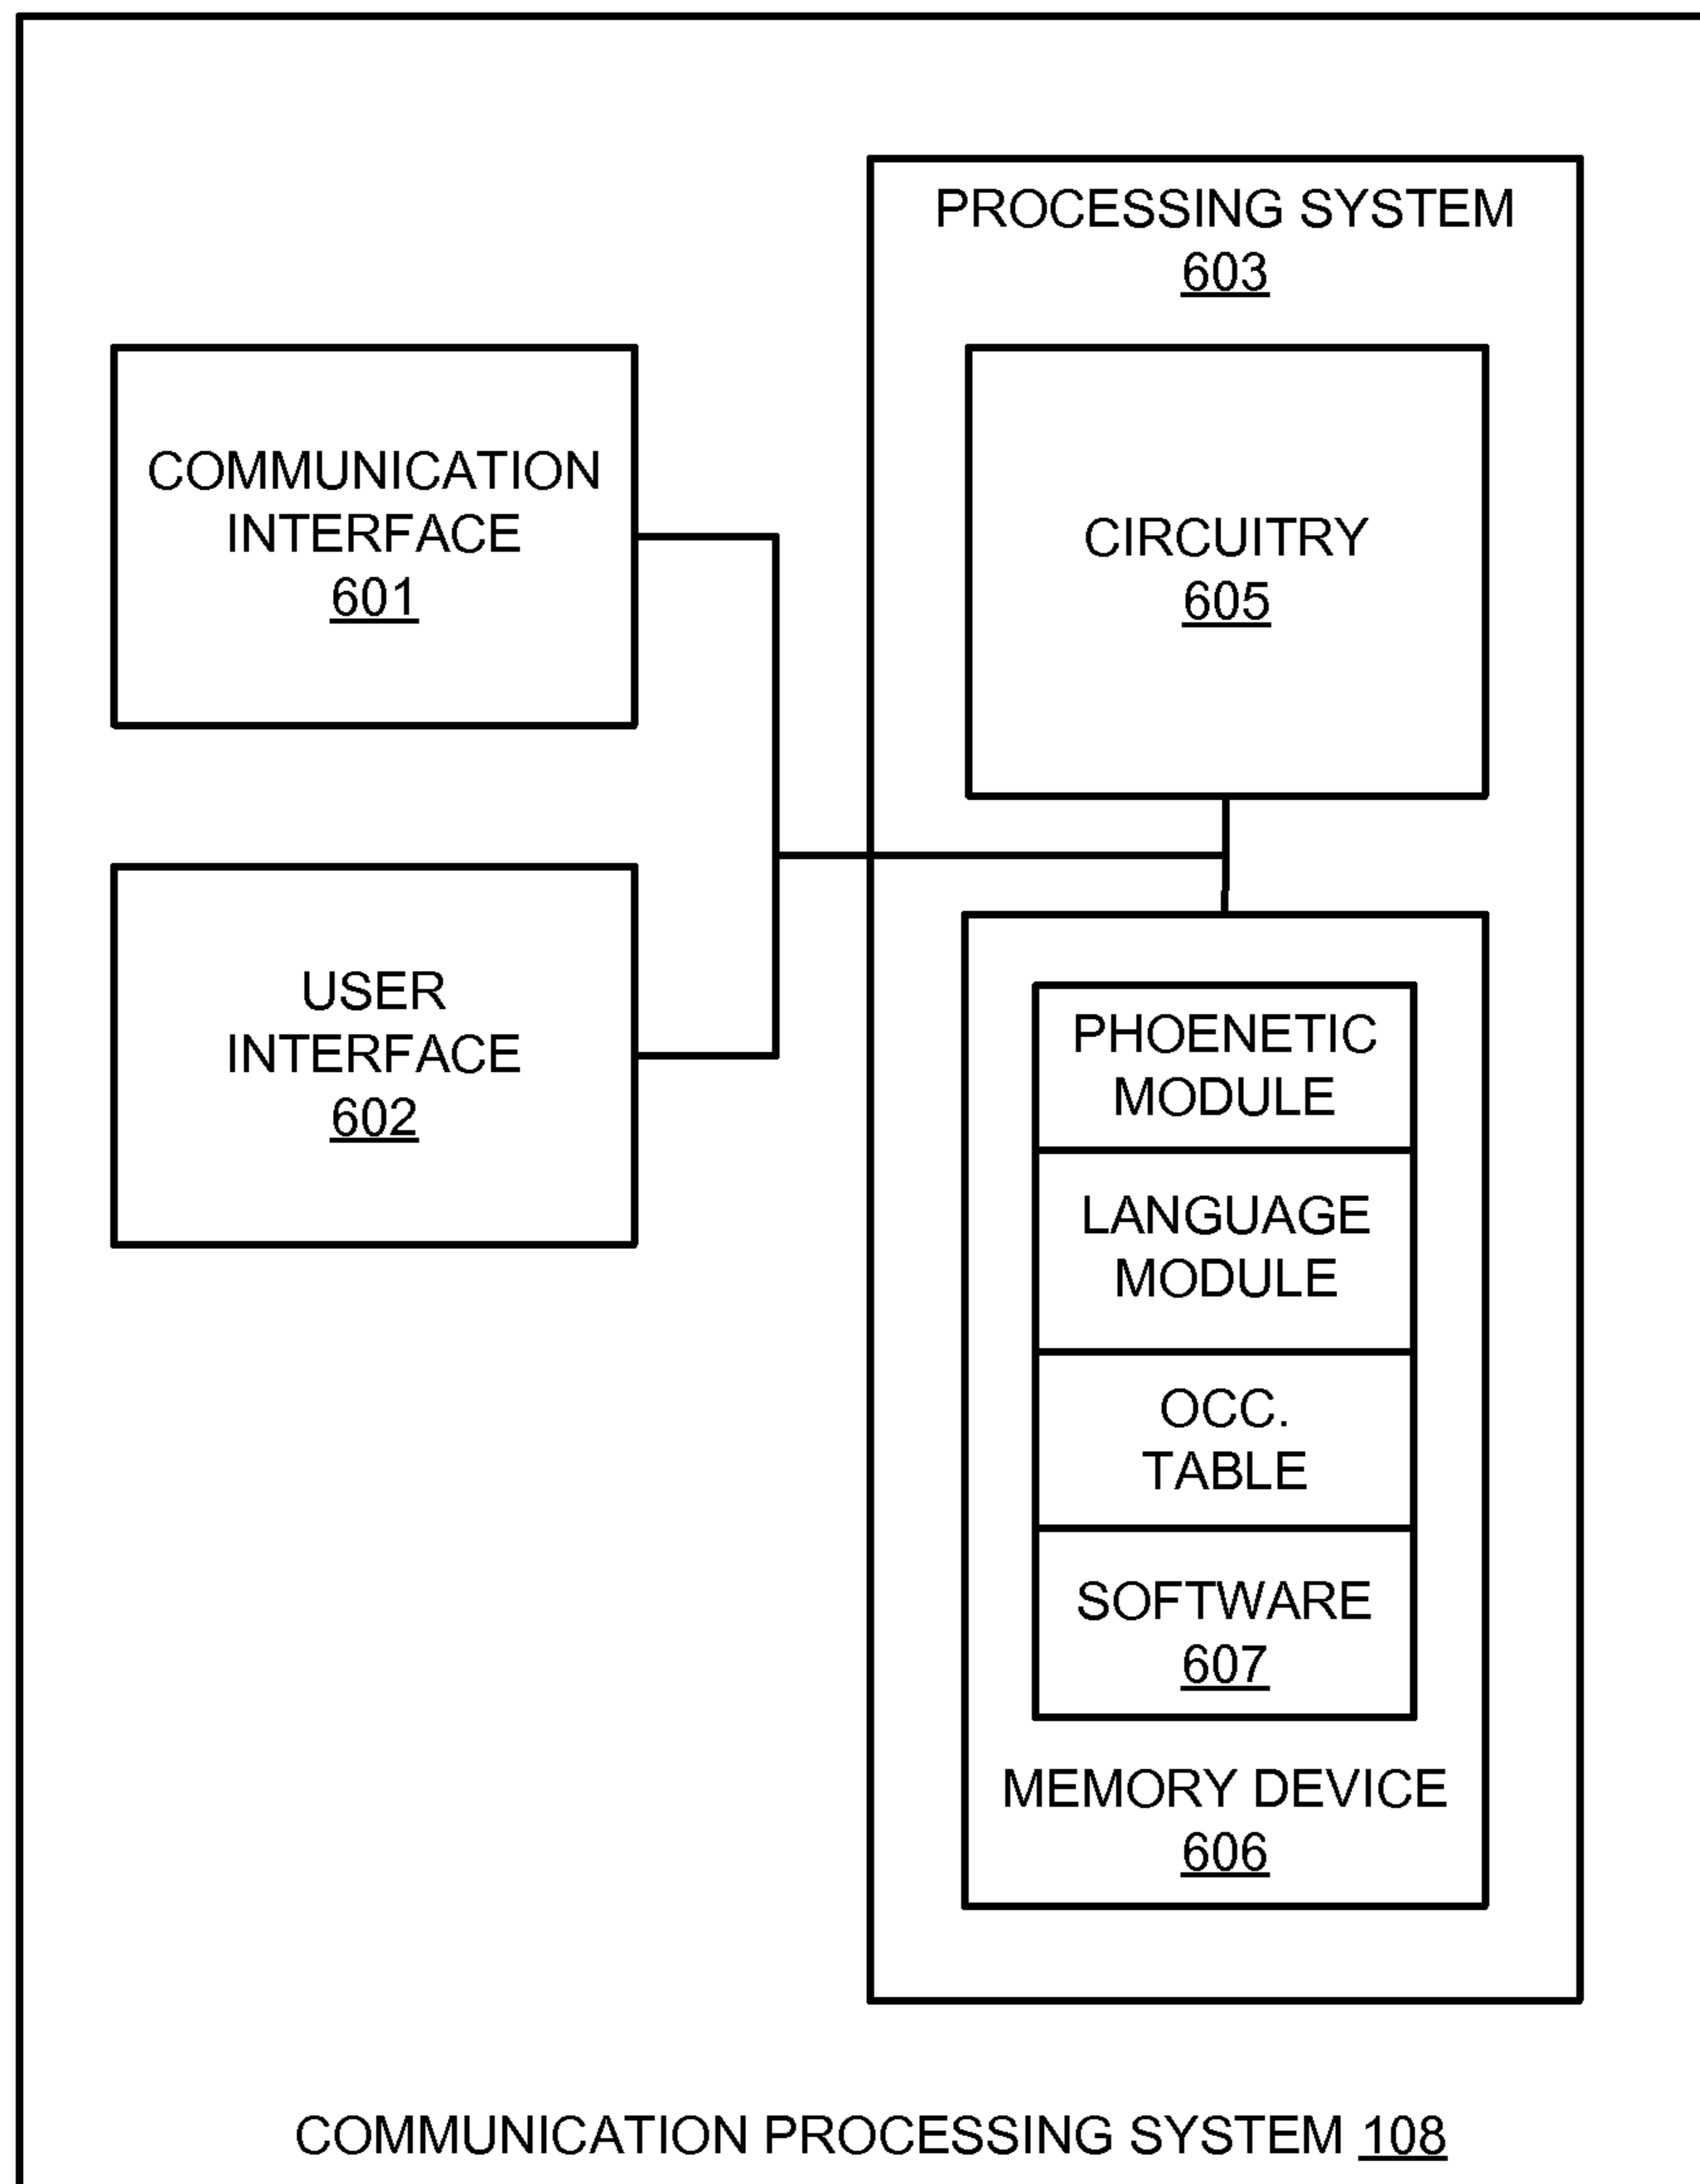 PROCESSING SYSTEM
603
COMMUNICATION
INTERFACE
601
CIRCUITRY
605
USER
INTERFACE
602
PHOENETIC
MODULE
LANGUAGE
MODULE
OCC.
TABLE
SOFTWARE
607
MEMORY DEVICE
606
COMMUNICATION PROCESSING SYSTEM 108